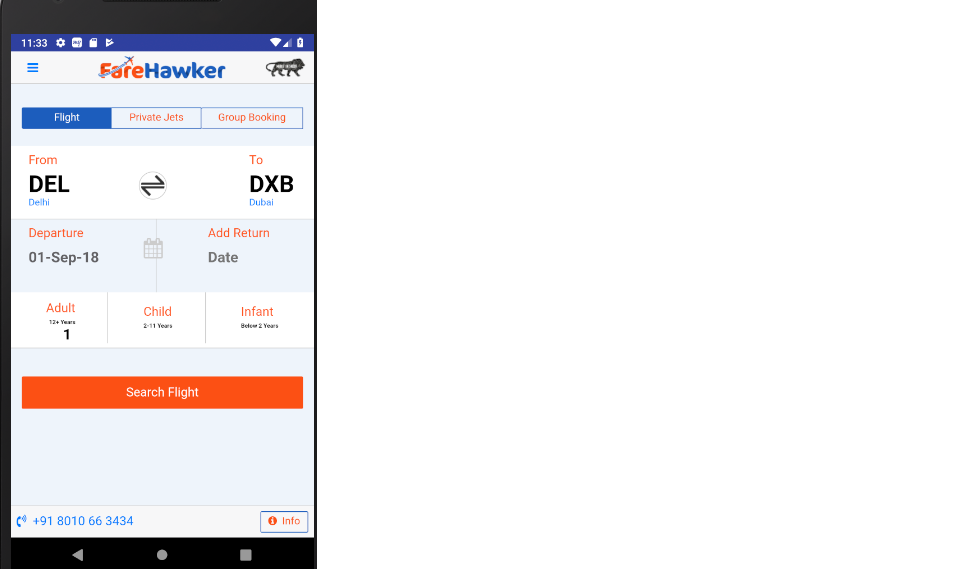 11:33
FareHawker
Flight Private Jets Group Booking
From To
DEL DXB
Delhi Dubai
Departure Add Return
01-Sep-18 Date
Adult Child Infant
12+ Years 2-11 Years Below 2 Years
1
Search Flight
+91 8010 66 3434 Info